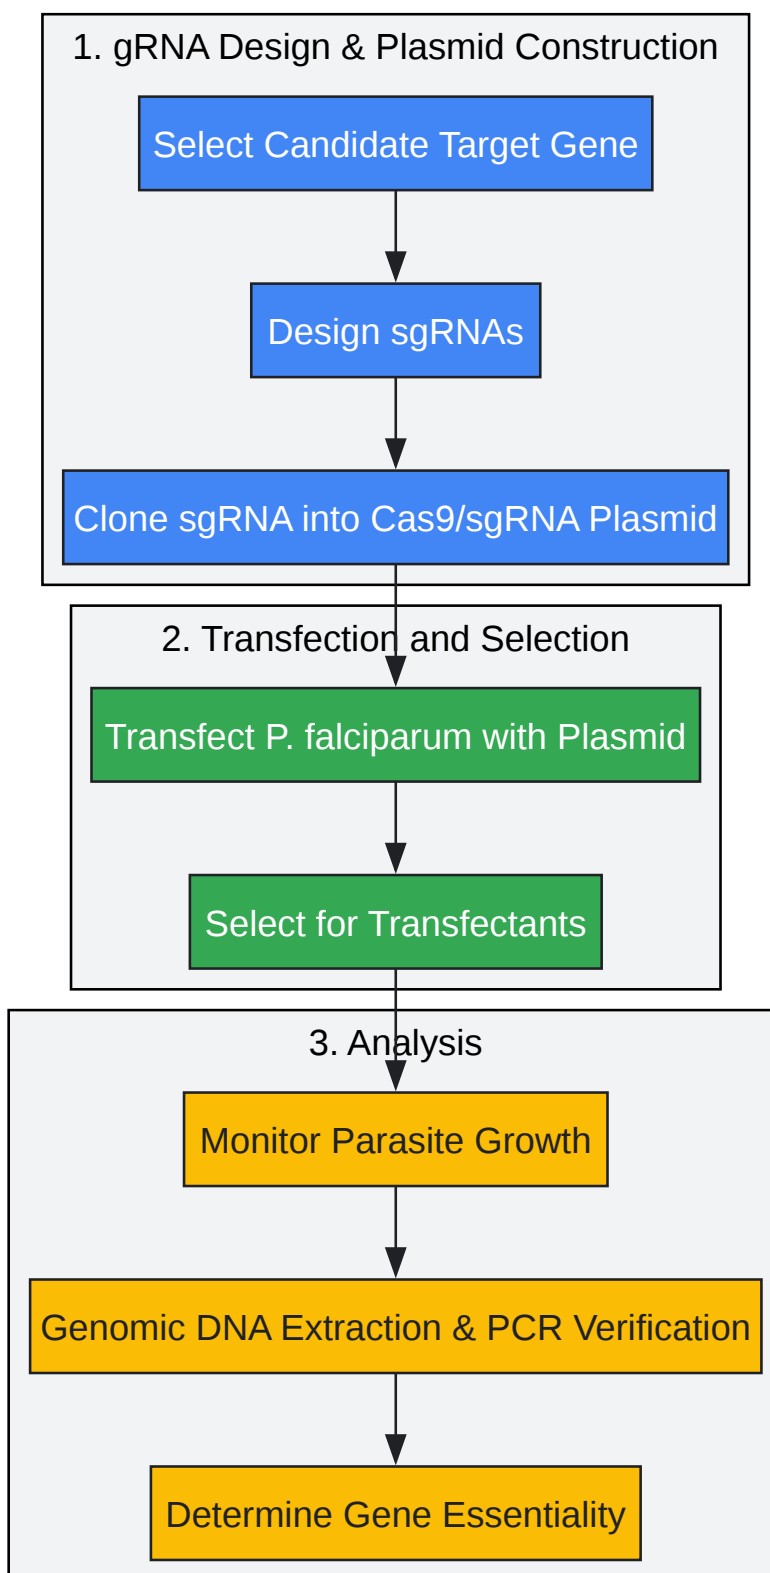 1. gRNA Design & Plasmid Construction
Select Candidate Target Gene
Design sgRNAs
Clone sgRNA into Cas9/sgRNA Plasmid
2. Transfection and Selection
Transfect P. falciparum with Plasmid
Select for Transfectants
3. Analysis
Monitor Parasite Growth
Genomic DNA Extraction & PCR Verification
Determine Gene Essentiality